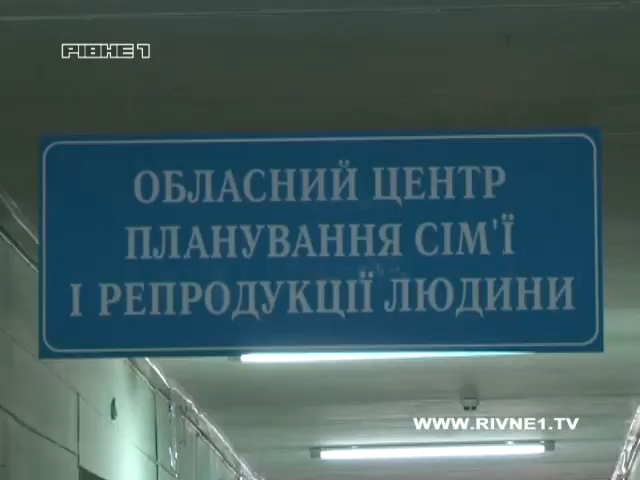 РІВНЕ 1
ОБЛАСНИЙ ЦЕНТР
ПЛАНУВАННЯ СІМ'Ї
І РЕПРОДУКЦІЇ ЛЮДИНИ
WWW.RIVNE1.TV